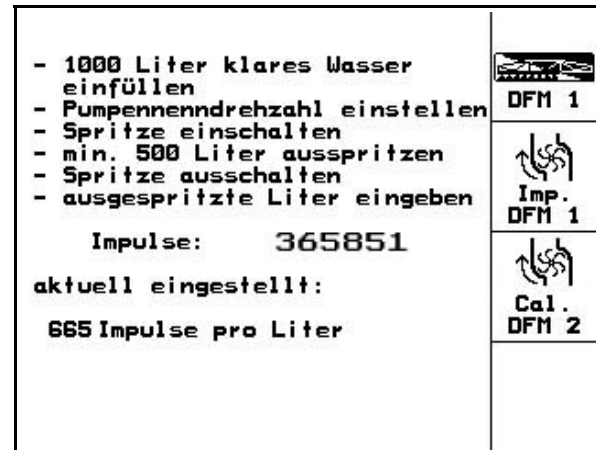 - 1000 Liter klares Wasser
einfüllen
- Pumpennenndrehzahl einstellen
- Spritze einschalten
- min. 500 Liter ausspritzen
- Spritze ausschalten
- ausgespritzte Liter eingeben
Impulse: 365851
aktuell eingestellt:
665 Impulse pro Liter
DFM 1
Imp.
DFM 1
Cal.
DFM 2